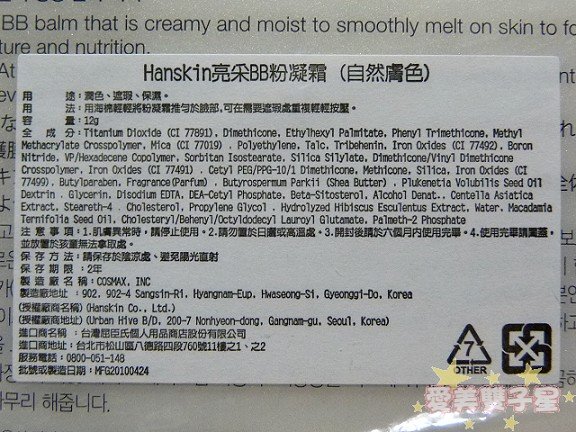 BB balm that is creamy and moist to smoothly melt on skin to fo
ture and nutrition.
Hanskin亮采BB粉凝霜 (自然膚色)
用 途：潤色、遮瑕、保濕。
用 法：用海棉輕輕將粉凝霜推勻於臉部，可在需要遮瑕處重複輕輕按壓。
容 量：12g
全 成 分：Titanium Dioxide (CI 77891), Dimethicone, Ethylhexyl Palmitate, Phenyl Trimethicone, Methyl
Methacrylate Crosspolymer, Mica (CI 77019) , Polyethylene, Talc, Tribehenin, Iron Oxides (CI 77492), Boron
Nitride, VP/Hexadecene Copolymer, Sorbitan Isostearate, Silica Silylate, Dimethicone/Vinyl Dimethicone
Crosspolymer, Iron Oxides (CI 77491) , Cetyl PEG/PPG-10/1 Dimethicone, Methicone, Silica, Iron Oxides (CI
77499), Butylparaben, Fragrance(Parfum) , Butyrospermum Parkii (Shea Butter) , Plukenetia Volubilis Seed Oil
Dextrin , Glycerin, Disodium EDTA, DEA-Cetyl Phosphate, Beta-Sitosterol, Alcohol Denat., Centella Asiatica
Extract, Steareth-4 , Cholesterol, Propylene Glycol , Hydrolyzed Hibiscus Esculentus Extract, Water, Macadamia
Ternifolia Seed Oil, Cholesteryl/Behenyl/Octyldodecyl Lauroyl Glutamate, Palmeth-2 Phosphate
注 意 事 項：1.肌膚異常時，請停止使用。2.請勿置於日曬或高溫處。3.開封後請於六個月內使用完畢。4.使用完畢請關蓋，
並放置於孩童無法拿取處。
保 存 方 法：請保存於陰涼處、避免陽光直射
保 存 期 限：2年
製 造 廠 名 稱：COSMAX, INC
製造廠地址：902, 902-4 Sangsin-Ri, Hyangnam-Eup, Hwaseong-Si, Gyeonggi-Do, Korea
(授權廠商名稱) (Hanskin Co., Ltd.)
(授權廠商地址) (Urban Hive B/D, 200-7 Nonhyeon-dong, Gangnam-gu, Seoul, Korea)
進口商名稱：台灣屈臣氏個人用品商店股份有限公司
進口商地址：台北市松山區八德路四段760號11樓之1、之2
服務電話：0800-051-148
批號或製造日期：MFG20100424
7
OTHER
마무리 해줍니다.
愛美雙子星